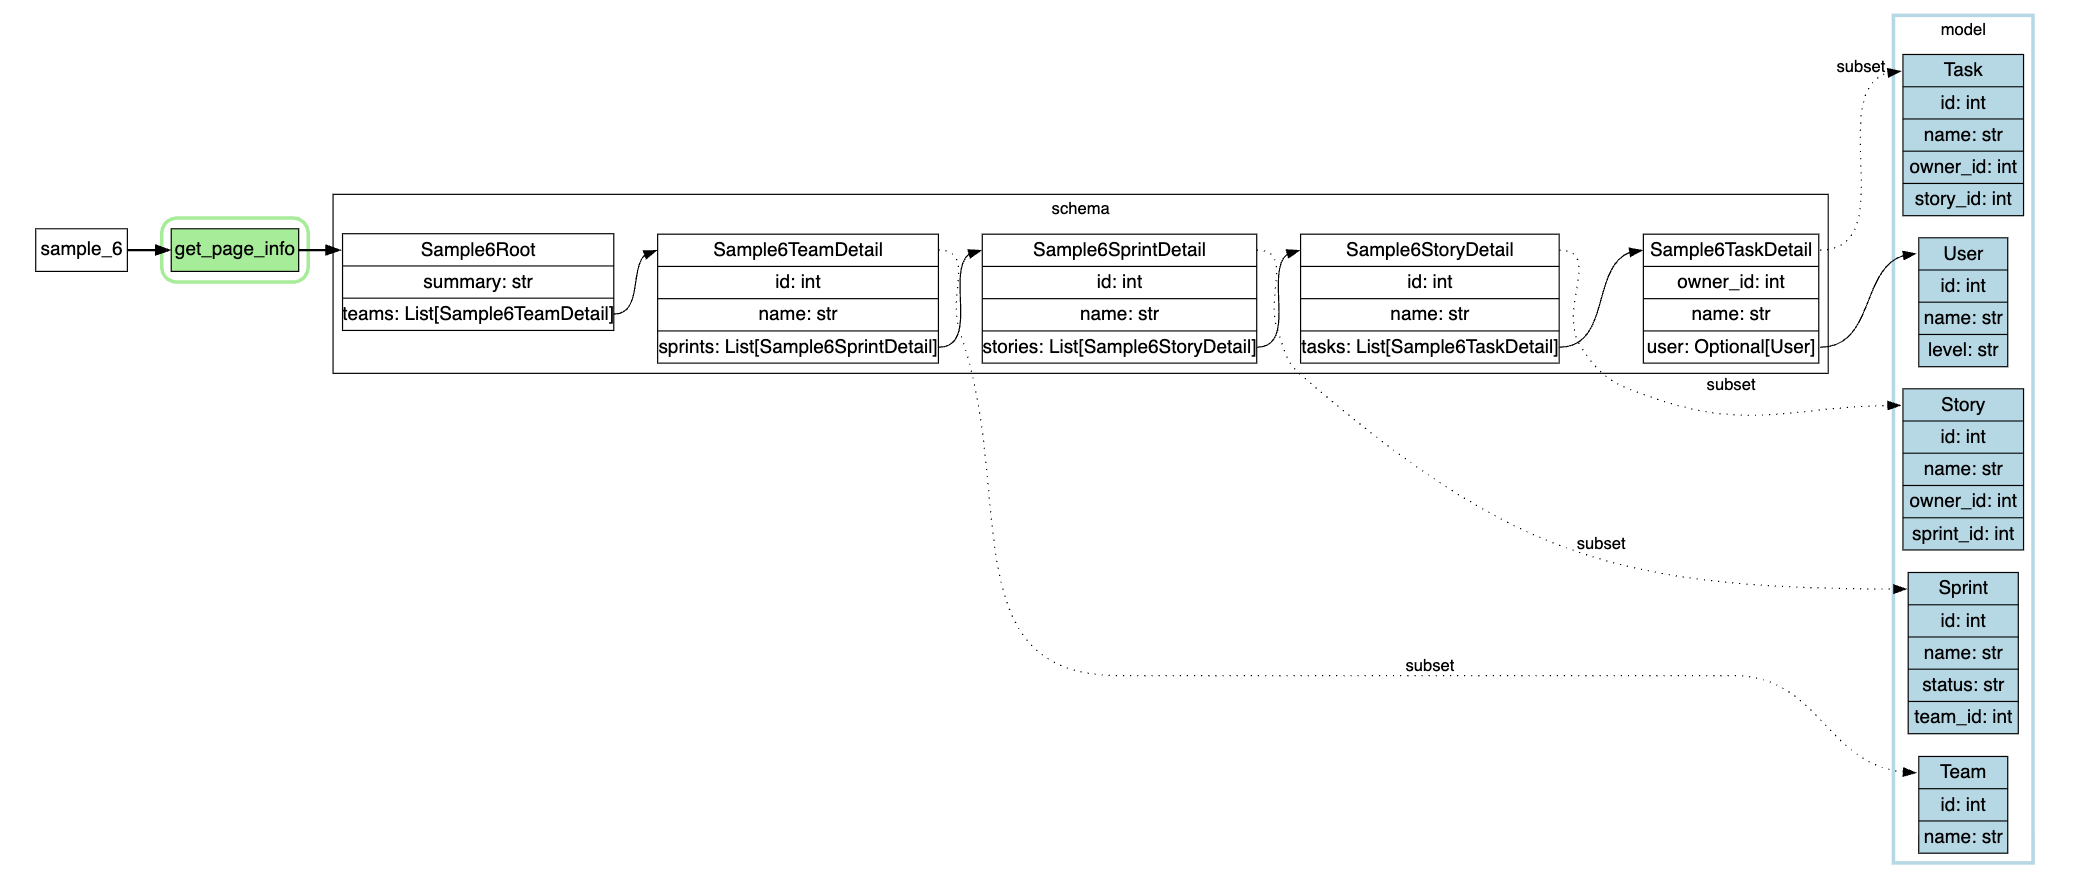 sample_6
get_page_info
schema
Sample6Root
summary: str
teams: List[Sample6TeamDetail]
Sample6TeamDetail
id: int
name: str
sprints: List[Sample6SprintDetail]
Sample6SprintDetail
id: int
name: str
stories: List[Sample6StoryDetail]
Sample6StoryDetail
id: int
name: str
tasks: List[Sample6TaskDetail]
Sample6TaskDetail
owner_id: int
name: str
user: Optional[User]
subset
subset
subset
subset
model
Task
id: int
name: str
owner_id: int
story_id: int
User
id: int
name: str
level: str
Story
id: int
name: str
owner_id: int
sprint_id: int
Sprint
id: int
name: str
status: str
team_id: int
Team
id: int
name: str